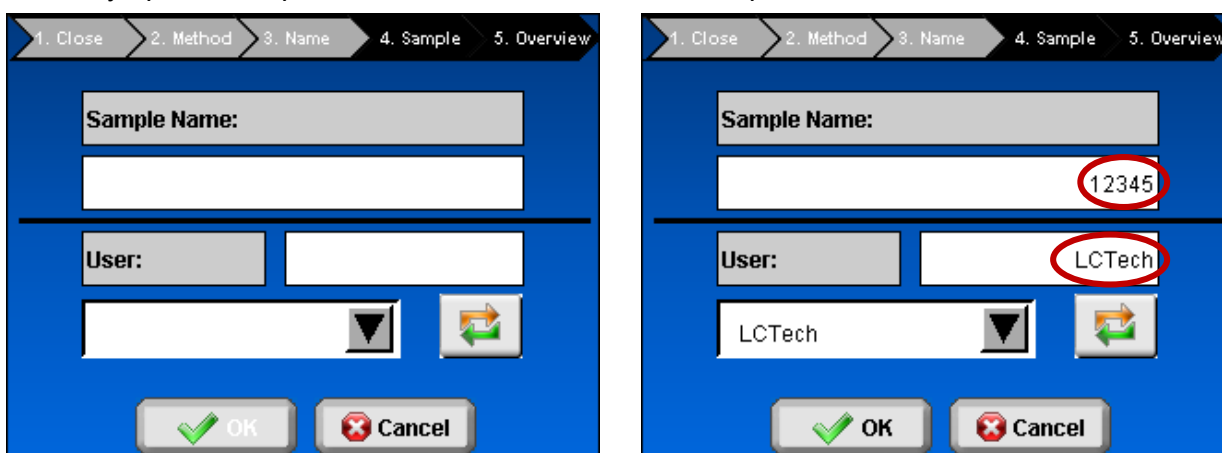 1. Close 2. Method 3. Name 4. Sample 5. Overview
Sample Name:
User:
OK Cancel
1. Close 2. Method 3. Name 4. Sample 5. Overview
Sample Name:
12345
User: LCTech
LCTech
OK Cancel